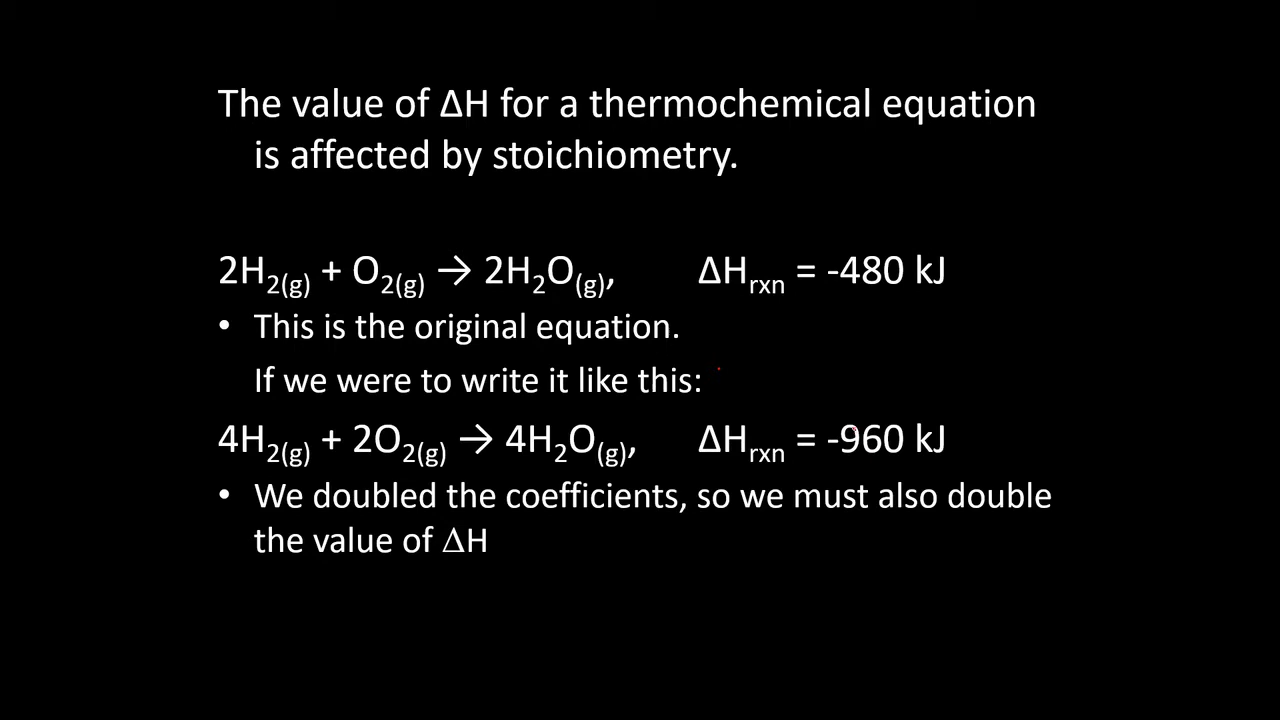 The value of ΔH for a thermochemical equation
is affected by stoichiometry.
2H₂₍g₎ + O₂₍g₎ → 2H₂O₍g₎, ΔHrxn = -480 kJ
• This is the original equation.
If we were to write it like this:
4H₂₍g₎ + 2O₂₍g₎ → 4H₂O₍g₎, ΔHrxn = -960 kJ
• We doubled the coefficients, so we must also double
the value of ΔH